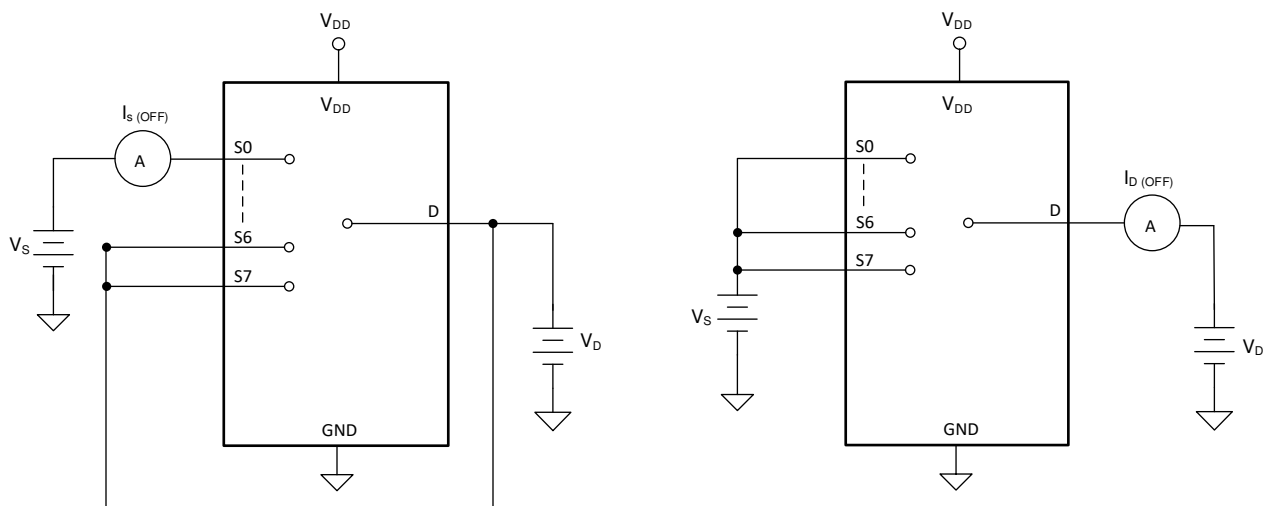 VDD
VDD
Is (OFF)
A
S0
D
S6
S7
VS
VD
GND
VDD
VDD
S0
ID (OFF)
D
A
S6
S7
VS
VD
GND